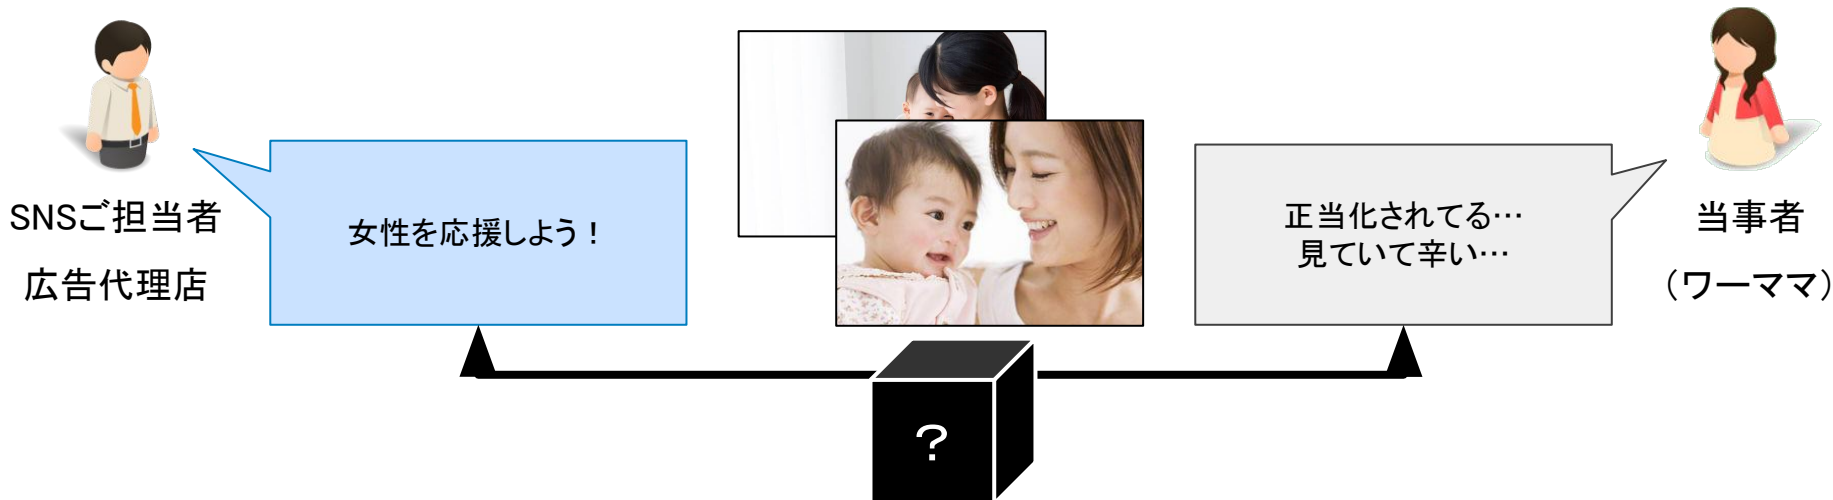 SNSご担当者
広告代理店
女性を応援しよう！
正当化されてる…
見ていて辛い…
当事者
（ワーママ）
？